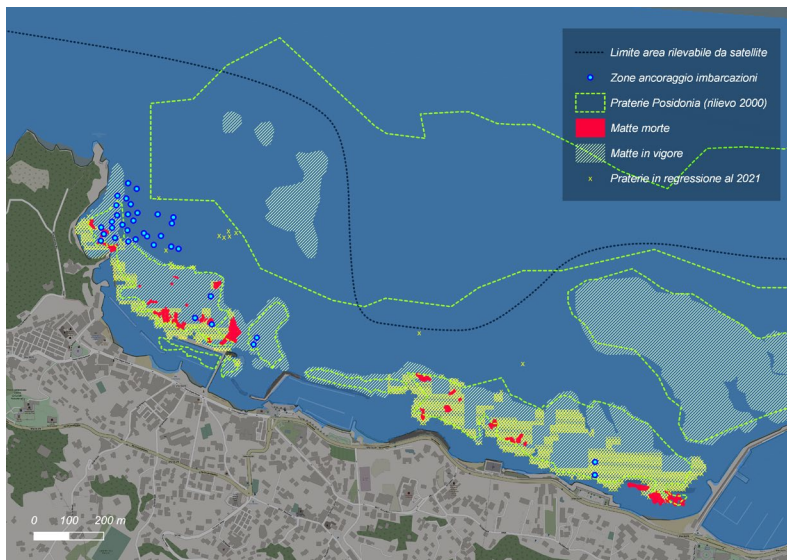 Limite area rilevabile da satellite
Zone ancoraggio imbarcazioni
Praterie Posidonia (rilievo 2000)
Matte morte
Matte in vigore
Praterie in regressione al 2021
0 100 200 m